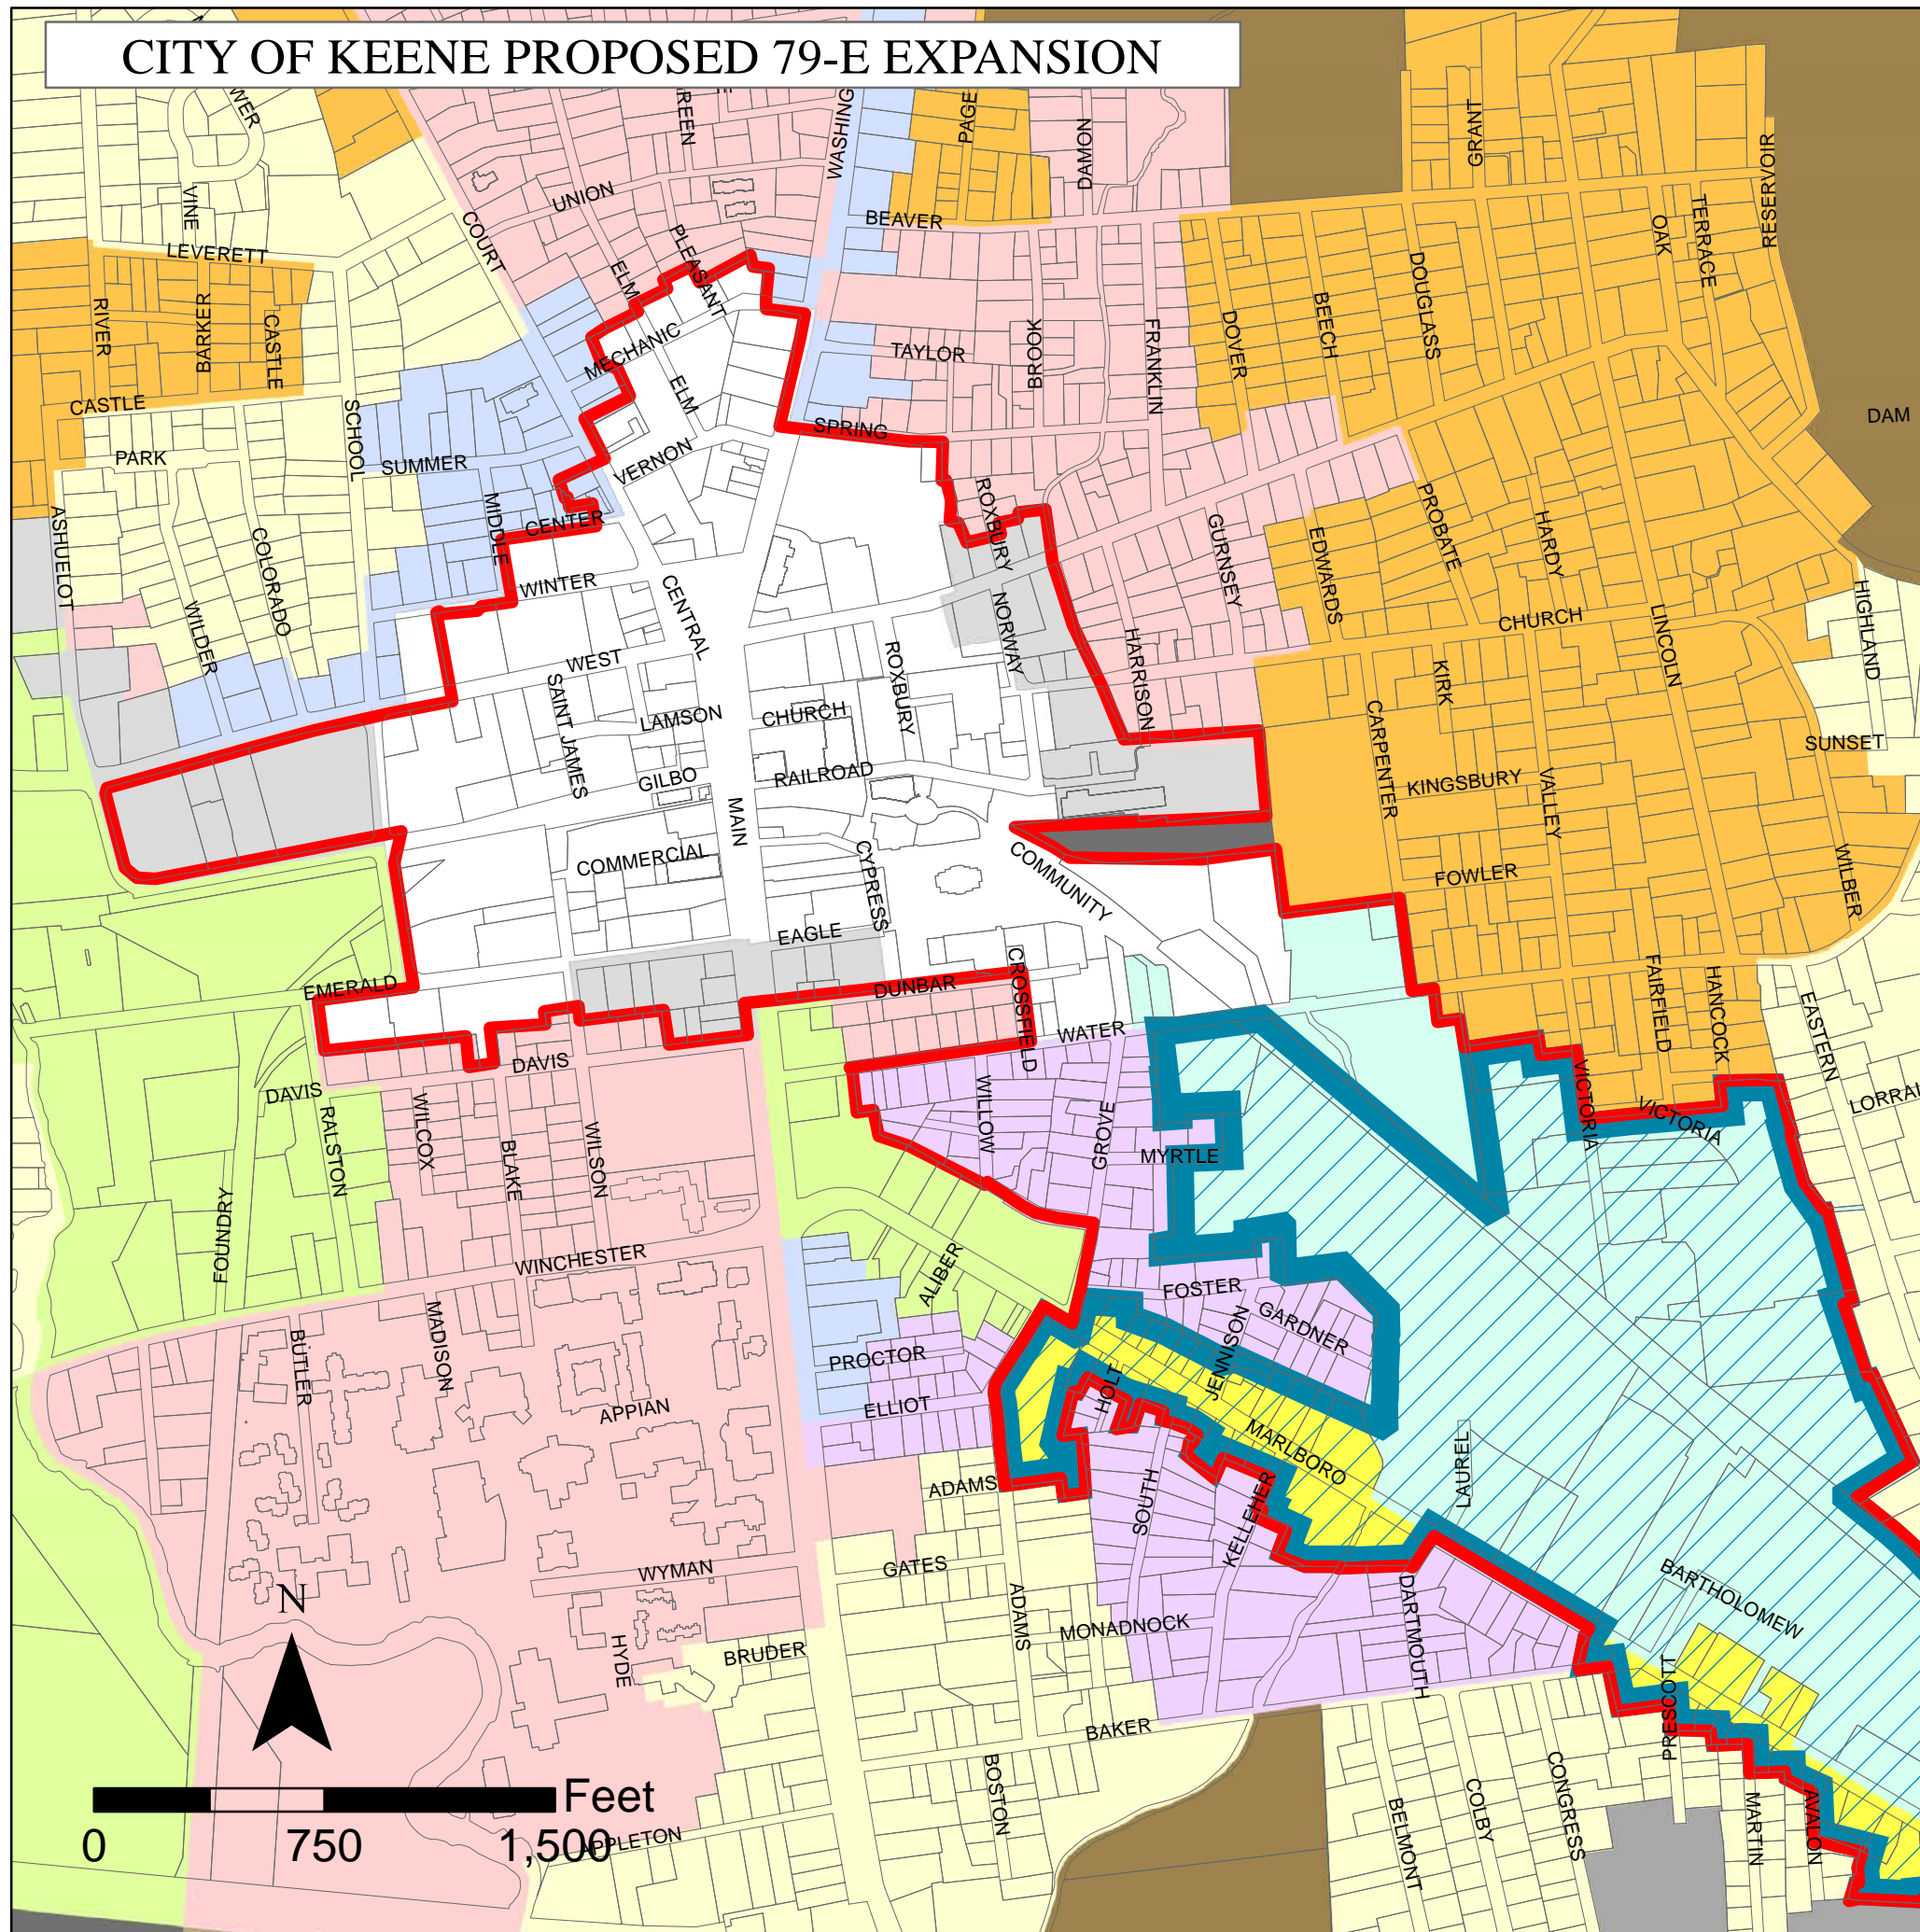 CITY OF KEENE PROPOSED 79-E EXPANSION
WASHING
PAGE
DAMON
GRANT
RESERVOIR
VINE
UNION
BEAVER
OAK
TERRACE
LEVERETT
COURT
PLEASANT
ELM
DOUGLASS
RIVER
BARKER
CASTLE
MECHANIC
TAYLOR
BROOK
FRANKLIN
DOVER
BEECH
CASTLE
SCHOOL
ELM
SPRING
DAM
PARK
SUMMER
VERNON
ASHUELOT
COLORADO
MIDDLE
CENTER
ROXBURY
GURNSEY
EDWARDS
PROBATE
HARDY
WINTER
CENTRAL
NORWAY
CHURCH
LINCOLN
HIGHLAND
WILDER
WEST
ROXBURY
HARRISON
KIRK
SAINT JAMES
LAMSON
CHURCH
CARPENTER
SUNSET
GILBO
RAILROAD
KINGSBURY
VALLEY
MAIN
COMMERCIAL
CYPRESS
COMMUNITY
FOWLER
WILBER
EAGLE
EMERALD
DUNBAR
CROSSFIELD
FAIRFIELD
HANCOCK
EASTERN
WATER
DAVIS
DAVIS
WILLOW
VICTORIA
VICTORIA
LORRAI
RALSTON
WILCOX
BLAKE
WILSON
GROVE
MYRTLE
FOUNDRY
WINCHESTER
ALIBER
FOSTER
GARDNER
JENNISON
BUTLER
MADISON
PROCTOR
HOLT
ELLIOT
APPIAN
MARLBORO
LAUREL
ADAMS
SOUTH
KELLEHER
GATES
WYMAN
BARTHOLOMEW
N
ADAMS
MONADNOCK
DARTMOUTH
HYDE
BRUDER
PRESCOTT
BAKER
BOSTON
COLBY
CONGRESS
BELMONT
MARTIN
AVALON
Feet
0 750 1,500
APPLETON